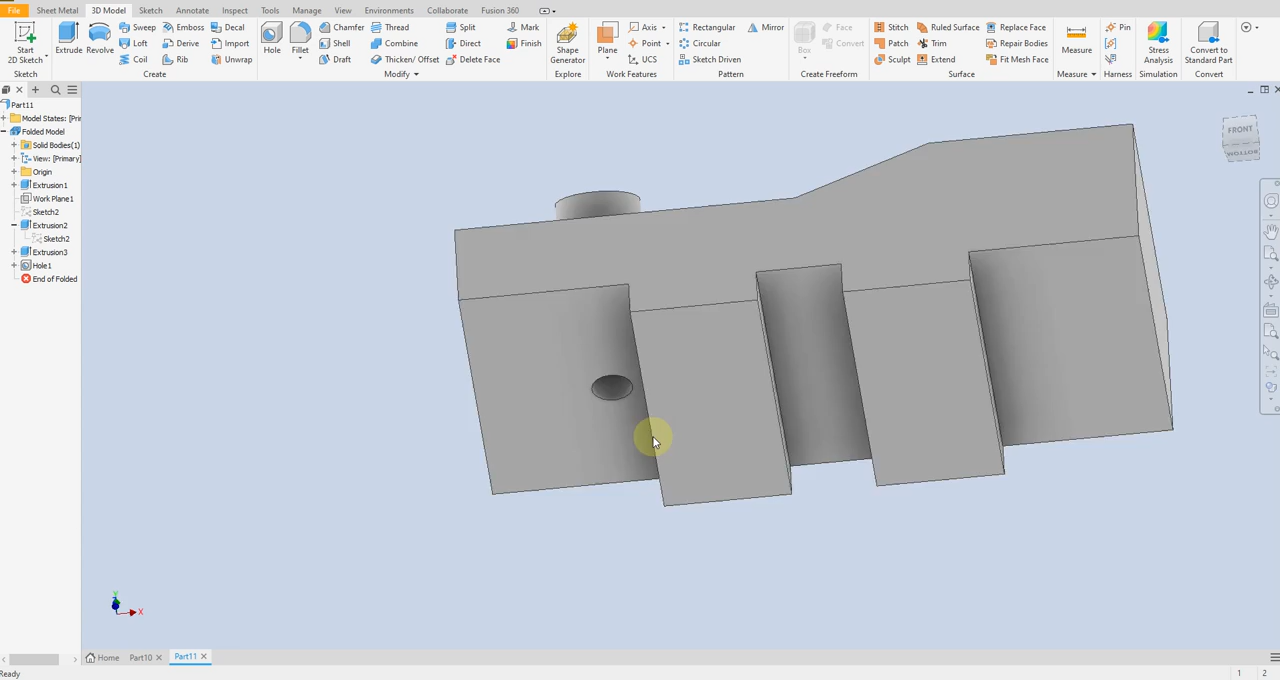 File Sheet Metal 3D Model Sketch Annotate Inspect Tools Manage View Environments Collaborate Fusion 360
Start
2D Sketch
Sketch
Extrude
Revolve
Sweep
Loft
Coil
Emboss
Derive
Rib
Decal
Import
Unwrap
Create
Hole
Fillet
Chamfer
Shell
Draft
Thread
Combine
Thicken/ Offset
Split
Direct
Delete Face
Mark
Finish
Modify
Shape
Generator
Explore
Plane
Axis
Point
UCS
Work Features
Rectangular
Circular
Sketch Driven
Mirror
Pattern
Box
Face
Convert
Create Freeform
Stitch
Patch
Sculpt
Ruled Surface
Trim
Extend
Replace Face
Repair Bodies
Fit Mesh Face
Surface
Measure
Measure
Pin
Harness
Stress
Analysis
Simulation
Convert to
Standard Part
Convert
Part11
Model States: [Pri
Folded Model
Solid Bodies(1)
View: [Primary]
Origin
Extrusion1
Work Plane1
Sketch2
Extrusion2
Sketch2
Extrusion3
Hole1
End of Folded
FRONT
BOTTOM
Y
X
Home Part10 Part11
Ready
1 2